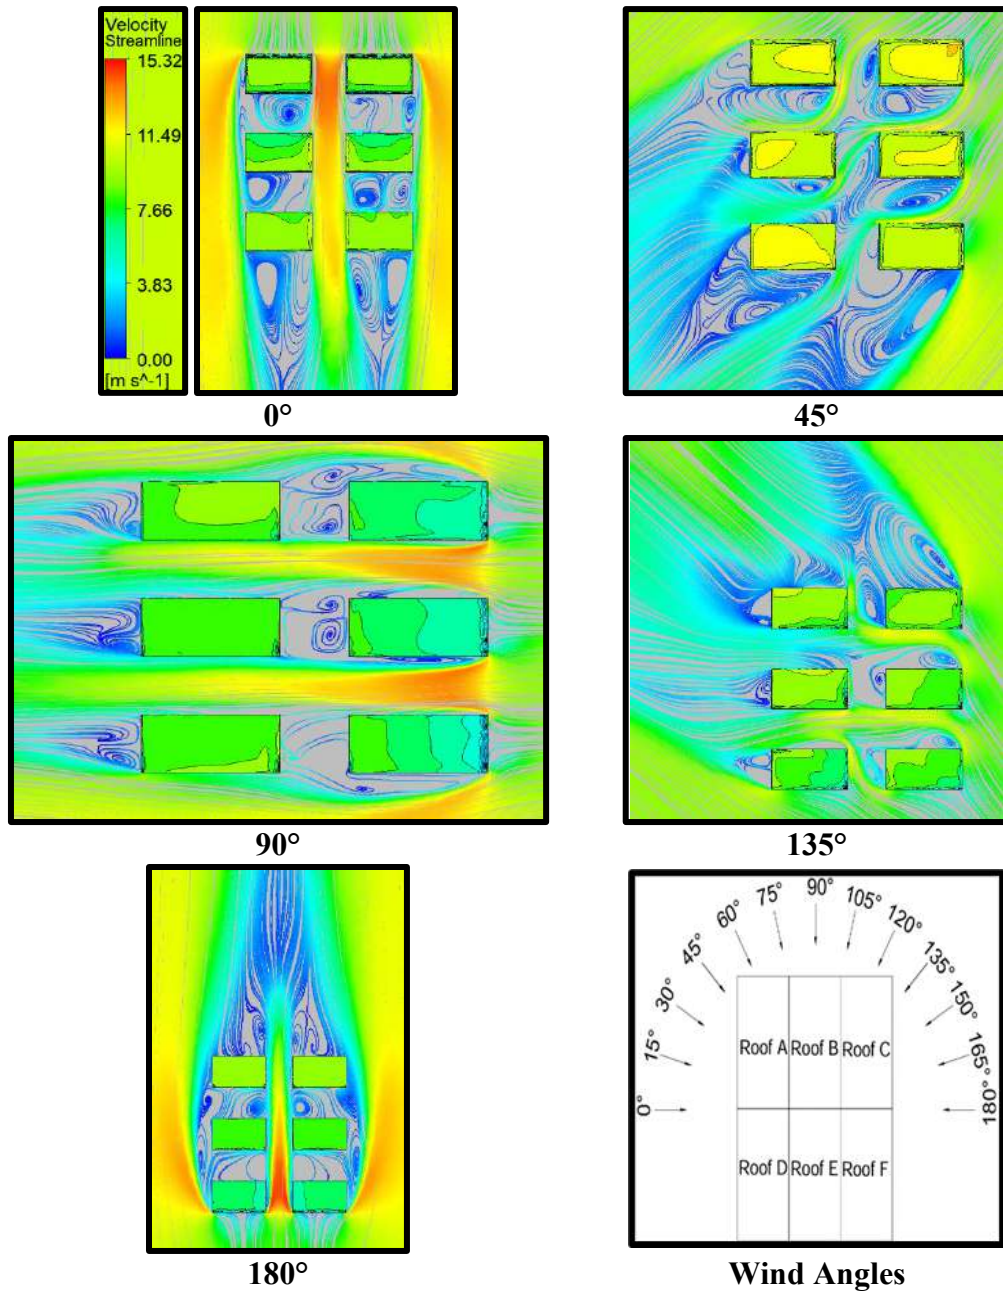 Velocity
Streamline
15.32
11.49
7.66
3.83
0.00
[m s^-1]
0°
45°
90°
135°
180°
0°
15°
30°
45°
60°
75°
90°
105°
120°
135°
150°
165°
180°
Roof A
Roof B
Roof C
Roof D
Roof E
Roof F
Wind Angles